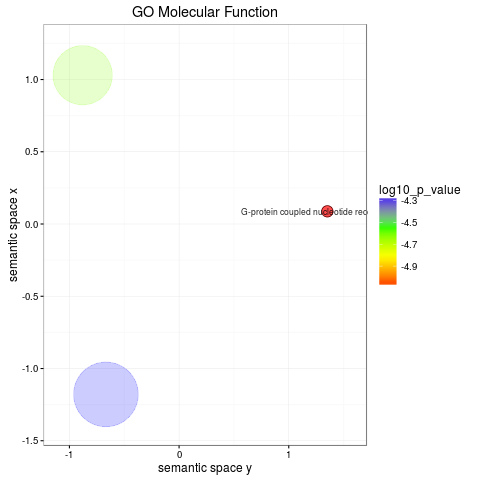 GO Molecular Function
1.0
0.5
0.0
-0.5
-1.0
-1.5
semantic space x
G-protein coupled nucleotide rec
-1
0
1
semantic space y
log10_p_value
-4.3
-4.5
-4.7
-4.9